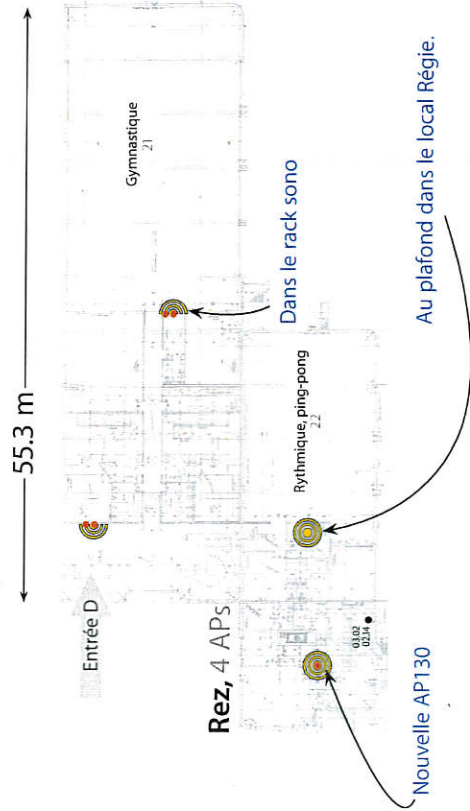 55.3 m
Entrée D
Gymnastique
21
Dans le rack sono
Rez, 4 APs
Rythmique, ping-pong
22
Au plafond dans le local Régie.
03.02
02.14
Nouvelle AP130